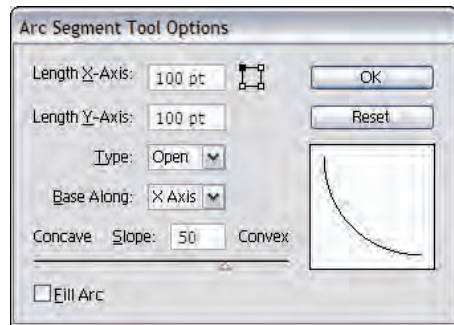 Arc Segment Tool Options
Length X-Axis: 100 pt
OK
Length Y-Axis: 100 pt
Reset
Type: Open
Base Along: X Axis
Concave Slope: 50 Convex
Fill Arc